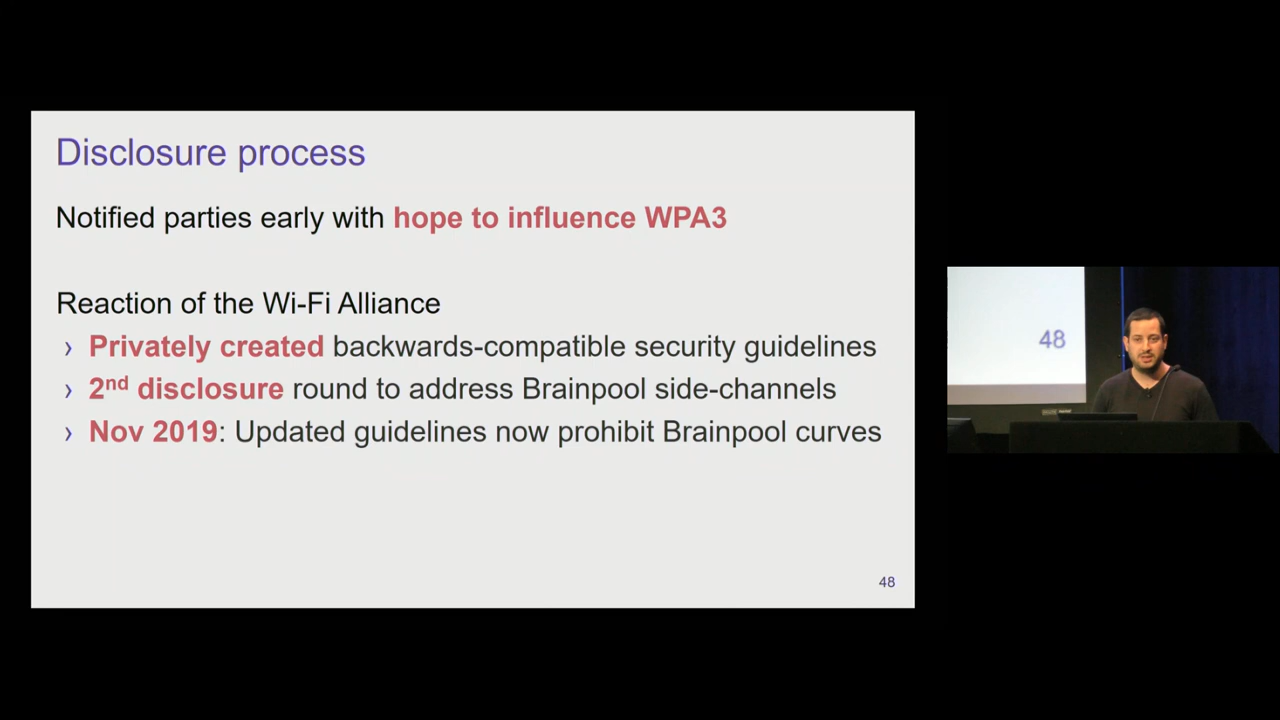 Disclosure process
Notified parties early with hope to influence WPA3
Reaction of the Wi-Fi Alliance
› Privately created backwards-compatible security guidelines
› 2nd disclosure round to address Brainpool side-channels
› Nov 2019: Updated guidelines now prohibit Brainpool curves
48
48